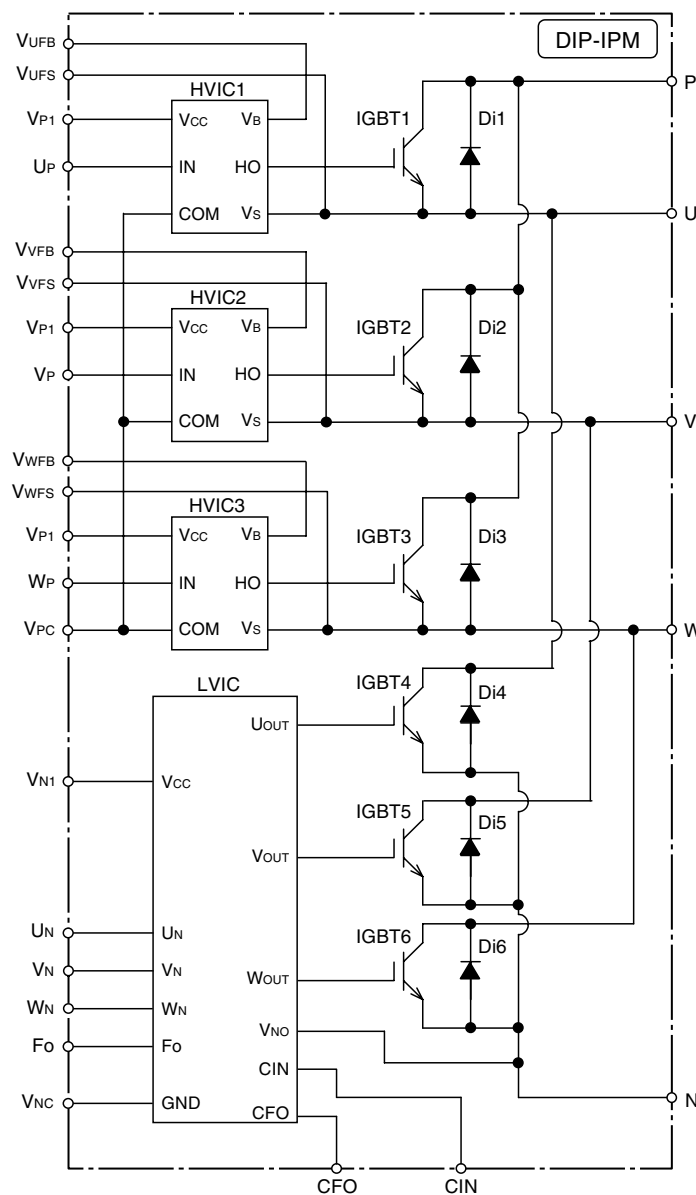 DIP-IPM
VUFB
VUFS
HVIC1
VP1
VCC
VB
IGBT1
Di1
P
UP
IN
HO
COM
VS
U
VVFB
VVFS
HVIC2
VP1
VCC
VB
IGBT2
Di2
VP
IN
HO
COM
VS
V
VWFB
VWFS
HVIC3
VP1
VCC
VB
IGBT3
Di3
WP
IN
HO
VPC
COM
VS
W
LVIC
IGBT4
Di4
UOUT
VN1
VCC
IGBT5
Di5
VOUT
UN
UN
IGBT6
Di6
VN
VN
WOUT
WN
WN
VNO
Fo
Fo
CIN
VNC
GND
CFO
N
CFO
CIN